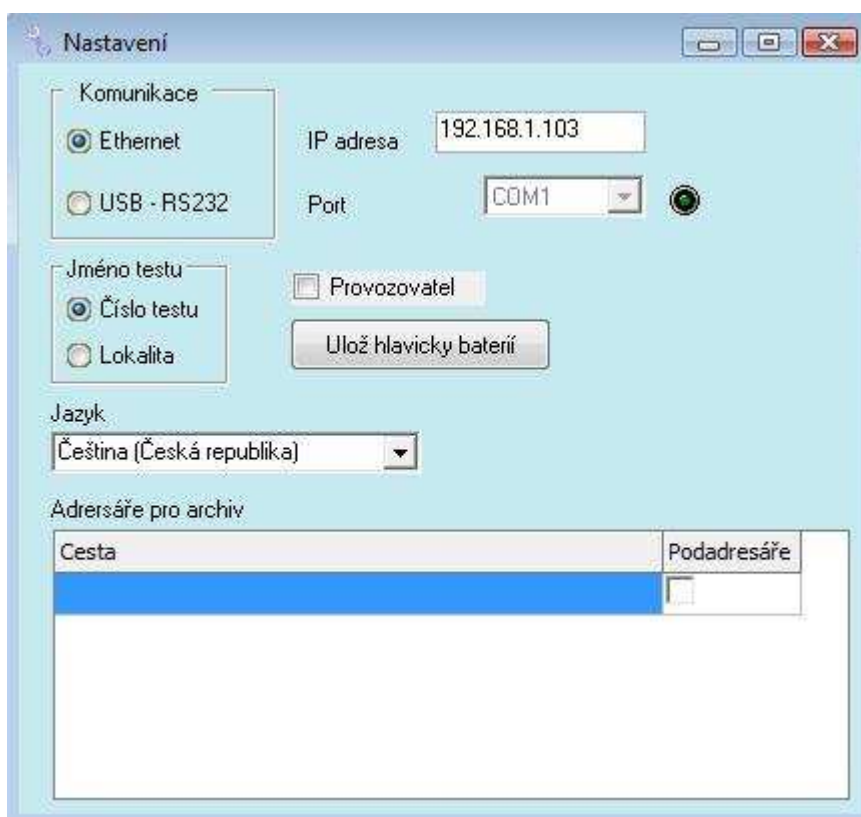 Nastavení
Komunikace
Ethernet
IP adresa
192.168.1.103
USB - RS232
Port
COM1
Jméno testu
Číslo testu
Provozovatel
Lokalita
Ulož hlavicky baterií
Jazyk
Čeština (Česká republika)
Adrersáře pro archiv
Cesta
Podadresáře